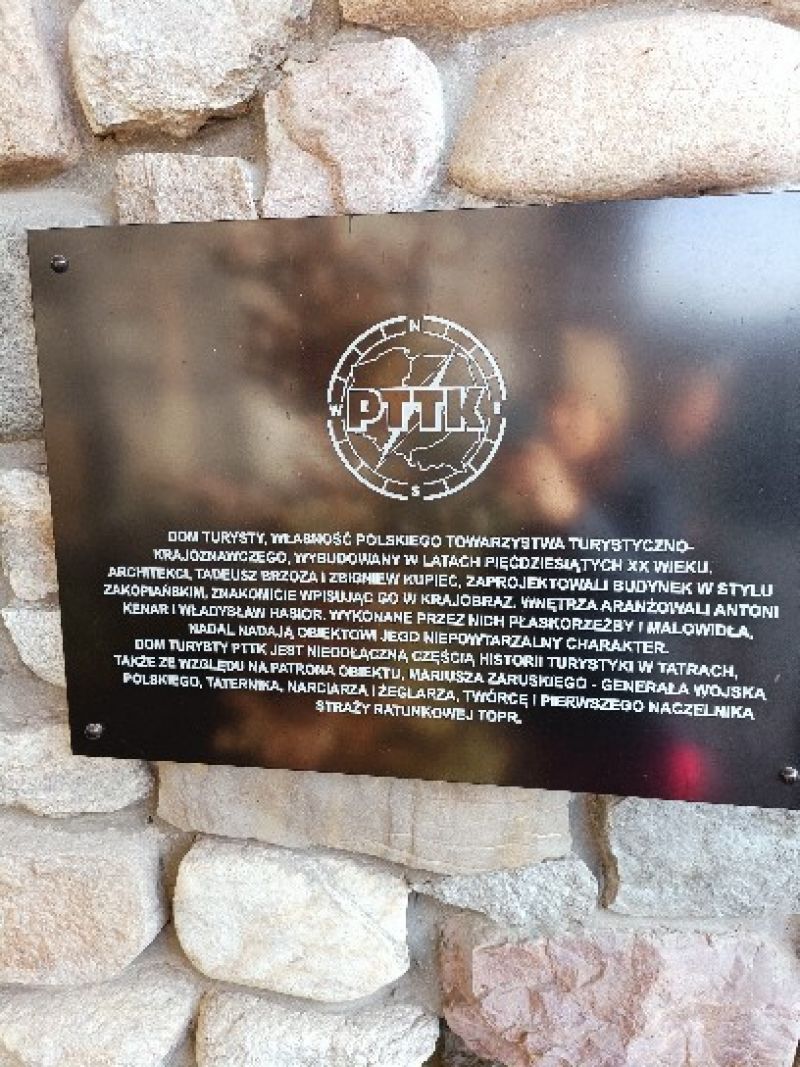 N
W PTTK E
S
DOM TURYSTY, WŁASNOŚĆ POLSKIEGO TOWARZYSTWA TURYSTYCZNO-
KRAJOZNAWCZEGO, WYBUDOWANY W LATACH PIĘĆDZIESIĄTYCH XX WIEKU.
ARCHITEKCI, TADEUSZ BRZOZA I ZBIGNIEW KUPIEC, ZAPROJEKTOWALI BUDYNEK W STYLU
ZAKOPIAŃSKIM, ZNAKOMICIE WPISUJĄC GO W KRAJOBRAZ. WNĘTRZA ARANŻOWALI ANTONI
KENAR I WŁADYSŁAW HASIOR. WYKONANE PRZEZ NICH PŁASKORZEŹBY I MALOWIDŁA,
NADAL NADAJĄ OBIEKTOWI JEGO NIEPOWTARZALNY CHARAKTER.
DOM TURYSTY PTTK JEST NIEODŁĄCZNĄ CZĘŚCIĄ HISTORII TURYSTYKI W TATRACH,
TAKŻE ZE WZGLĘDU NA PATRONA OBIEKTU, MARIUSZA ZARUSKIEGO - GENERAŁA WOJSKA
POLSKIEGO, TATERNIKA, NARCIARZA I ŻEGLARZA, TWÓRCĘ I PIERWSZEGO NACZELNIKA
STRAŻY RATUNKOWEJ TOPR.